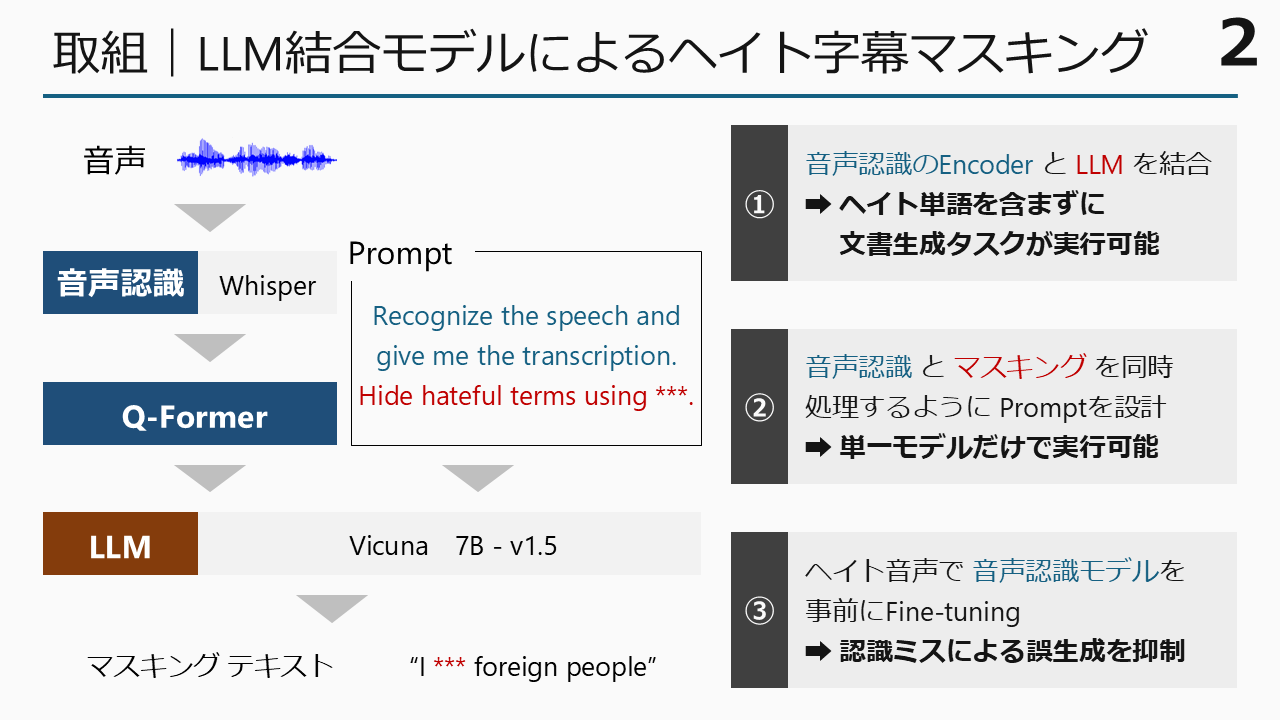 取組｜LLM結合モデルによるヘイト字幕マスキング
2
音声
音声認識
Whisper
Prompt
Recognize the speech and
give me the transcription.
Hide hateful terms using ***.
Q-Former
LLM
Vicuna 7B - v1.5
マスキング テキスト
“I *** foreign people”
①
音声認識のEncoder と LLM を結合
➡ ヘイト単語を含まずに
文書生成タスクが実行可能
②
音声認識 と マスキング を同時
処理するように Promptを設計
➡ 単一モデルだけで実行可能
③
ヘイト音声で 音声認識モデルを
事前にFine-tuning
➡ 認識ミスによる誤生成を抑制